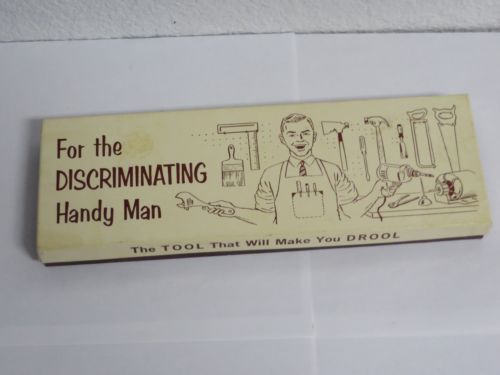 For the
DISCRIMINATING
Handy Man
The TOOL That Will Make You DROOL